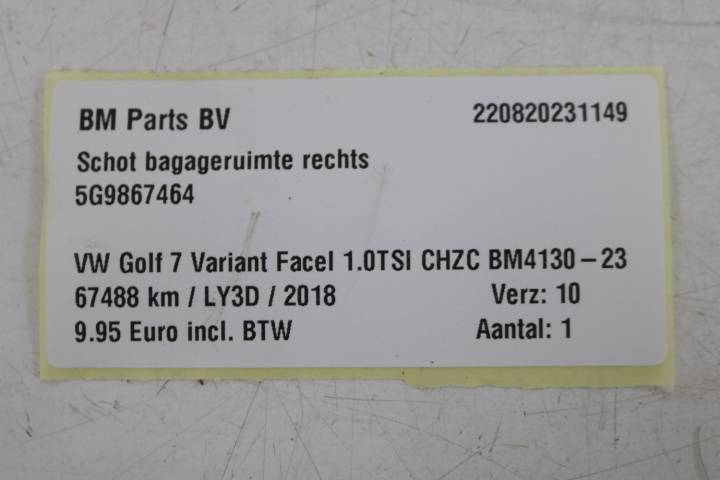 BM Parts BV 220820231149
Schot bagageruimte rechts
5G9867464
VW Golf 7 Variant Facel 1.0TSI CHZC BM4130-23
67488 km / LY3D / 2018 Verz: 10
9.95 Euro incl. BTW Aantal: 1